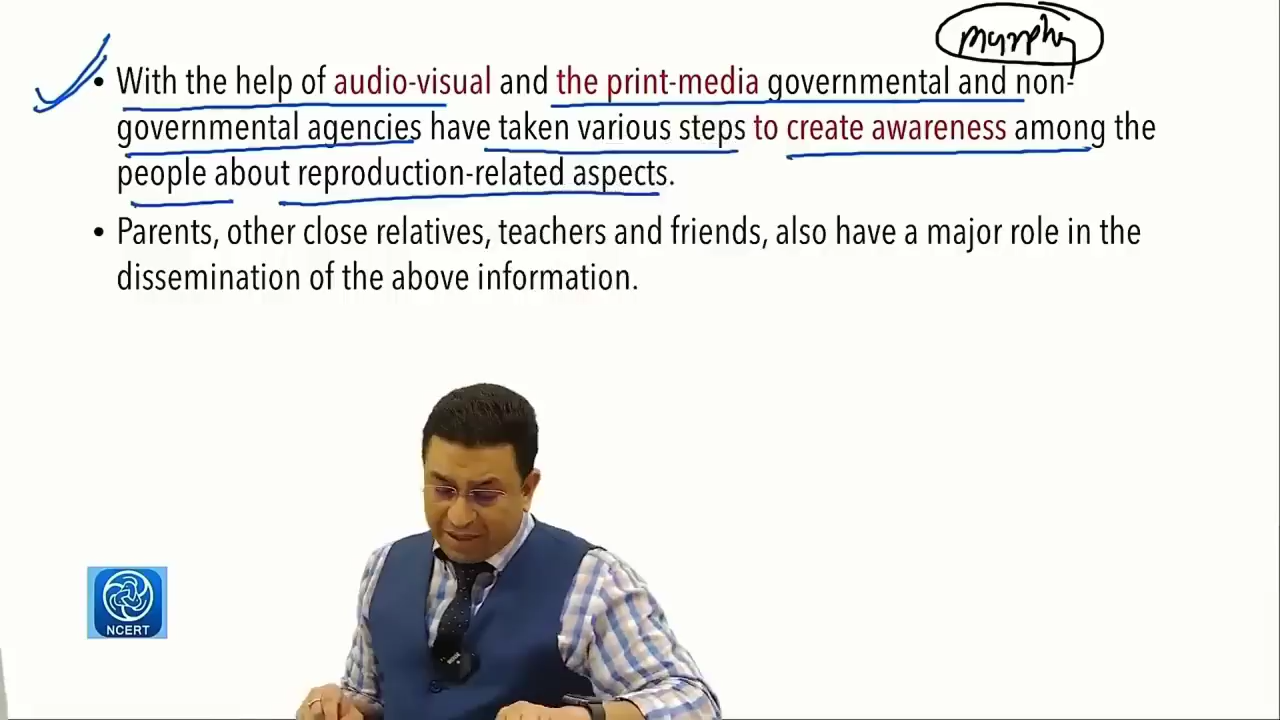 murphy
• With the help of audio-visual and the print-media governmental and non-
governmental agencies have taken various steps to create awareness among the
people about reproduction-related aspects.
• Parents, other close relatives, teachers and friends, also have a major role in the
dissemination of the above information.
NCERT